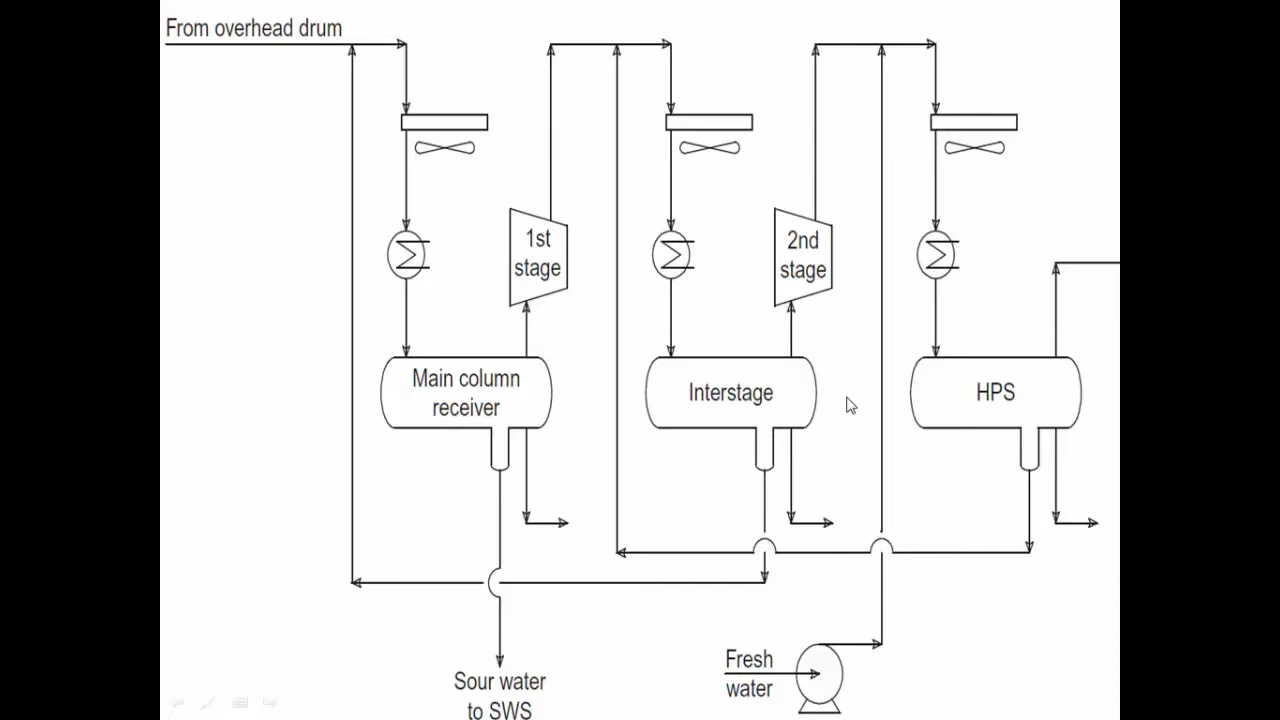 From overhead drum
1st
stage
2nd
stage
Main column
receiver
Interstage
HPS
Fresh
water
Sour water
to SWS